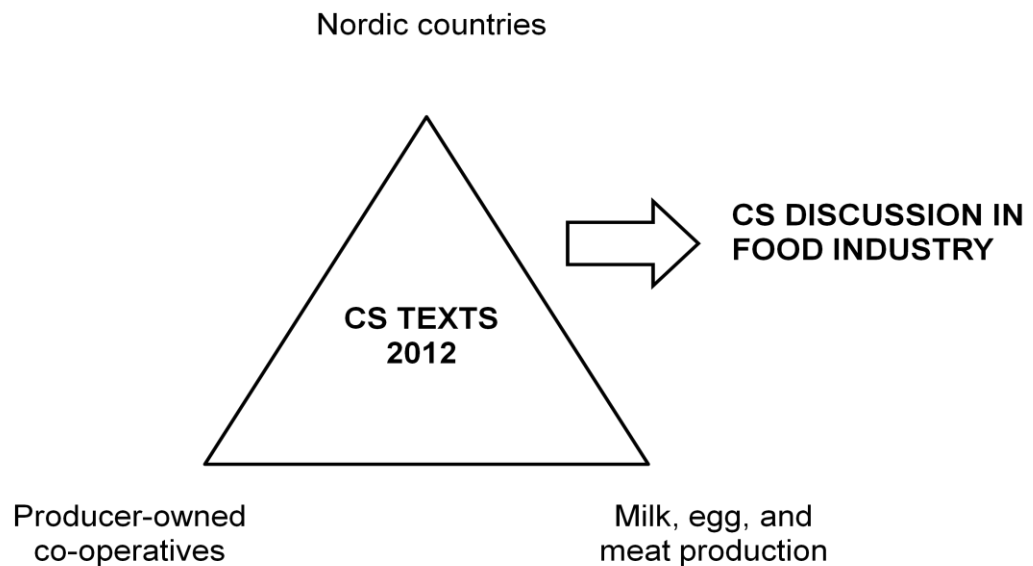 Nordic countries
CS DISCUSSION IN
FOOD INDUSTRY
CS TEXTS
2012
Producer-owned
co-operatives
Milk, egg, and
meat production